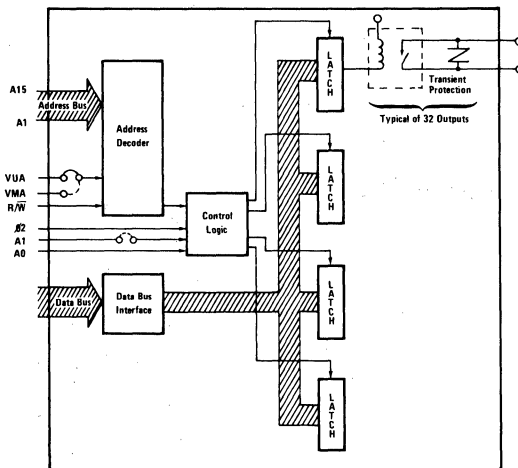 LATCH
Transient
Protection
Typical of 32 Outputs
A15
Address Bus
A1
Address
Decoder
VUA
VMA
R/W̅
LATCH
Control
Logic
ϕ2
A1
A0
Data Bus
Data Bus
Interface
LATCH
LATCH